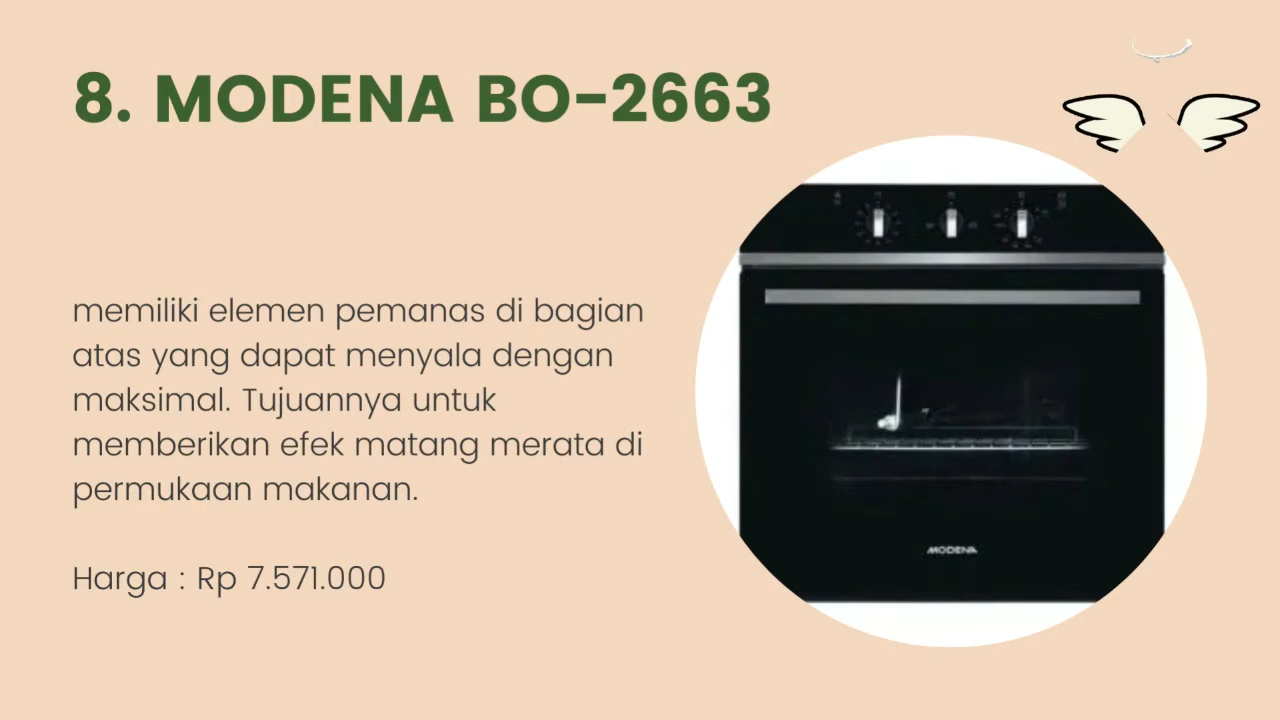 8. MODENA BO-2663
memiliki elemen pemanas di bagian
atas yang dapat menyala dengan
maksimal. Tujuannya untuk
memberikan efek matang merata di
permukaan makanan.
Harga : Rp 7.571.000
MODENA